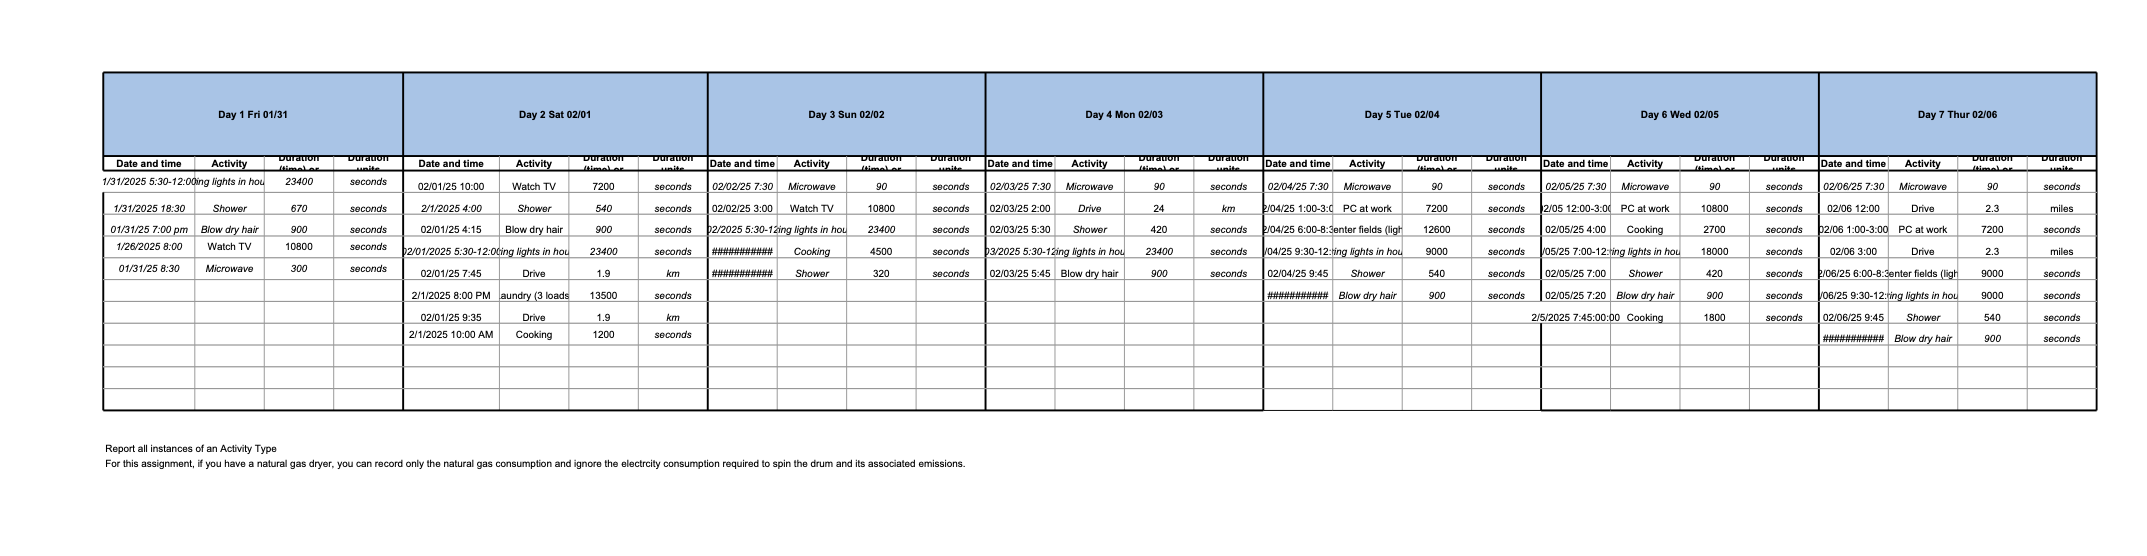 Day 1 Fri 01/31 Day 2 Sat 02/01 Day 3 Sun 02/02 Day 4 Mon 02/03 Day 5 Tue 02/04 Day 6 Wed 02/05 Day 7 Thur 02/06
Date and time Activity Duration (time) or Duration units Date and time Activity Duration (time) or Duration units Date and time Activity Duration (time) or Duration units Date and time Activity Duration (time) or Duration units Date and time Activity Duration (time) or Duration units Date and time Activity Duration (time) or Duration units Date and time Activity Duration (time) or Duration units
1/31/2025 5:30-12:00 ing lights in hou 23400 seconds 02/01/25 10:00 Watch TV 7200 seconds 02/02/25 7:30 Microwave 90 seconds 02/03/25 7:30 Microwave 90 seconds 02/04/25 7:30 Microwave 90 seconds 02/05/25 7:30 Microwave 90 seconds 02/06/25 7:30 Microwave 90 seconds
1/31/2025 18:30 Shower 670 seconds 2/1/2025 4:00 Shower 540 seconds 02/02/25 3:00 Watch TV 10800 seconds 02/03/25 2:00 Drive 24 km 2/04/25 1:00-3:0 PC at work 7200 seconds 02/05 12:00-3:00 PC at work 10800 seconds 02/06 12:00 Drive 2.3 miles
01/31/25 7:00 pm Blow dry hair 900 seconds 02/01/25 4:15 Blow dry hair 900 seconds 02/2025 5:30-12 ing lights in hou 23400 seconds 02/03/25 5:30 Shower 420 seconds 2/04/25 6:00-8:3 enter fields (ligh 12600 seconds 02/05/25 4:00 Cooking 2700 seconds 02/06 1:00-3:00 PC at work 7200 seconds
1/26/2025 8:00 Watch TV 10800 seconds 02/01/2025 5:30-12:00 ing lights in hou 23400 seconds ########### Cooking 4500 seconds 03/2025 5:30-12 ing lights in hou 23400 seconds /04/25 9:30-12: ing lights in hou 9000 seconds /05/25 7:00-12: ing lights in hou 18000 seconds 02/06 3:00 Drive 2.3 miles
01/31/25 8:30 Microwave 300 seconds 02/01/25 7:45 Drive 1.9 km ########### Shower 320 seconds 02/03/25 5:45 Blow dry hair 900 seconds 02/04/25 9:45 Shower 540 seconds 02/05/25 7:00 Shower 420 seconds 2/06/25 6:00-8:3 enter fields (ligh 9000 seconds
2/1/2025 8:00 PM aundry (3 loads 13500 seconds ########### Blow dry hair 900 seconds 02/05/25 7:20 Blow dry hair 900 seconds /06/25 9:30-12: ing lights in hou 9000 seconds
02/01/25 9:35 Drive 1.9 km 2/5/2025 7:45:00:00 Cooking 1800 seconds 02/06/25 9:45 Shower 540 seconds
2/1/2025 10:00 AM Cooking 1200 seconds ########### Blow dry hair 900 seconds
Report all instances of an Activity Type
For this assignment, if you have a natural gas dryer, you can record only the natural gas consumption and ignore the electrcity consumption required to spin the drum and its associated emissions.